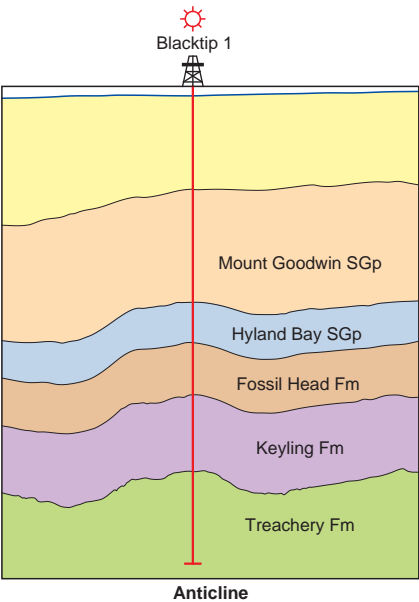 Blacktip 1
Mount Goodwin SGp
Hyland Bay SGp
Fossil Head Fm
Keyling Fm
Treachery Fm
Anticline